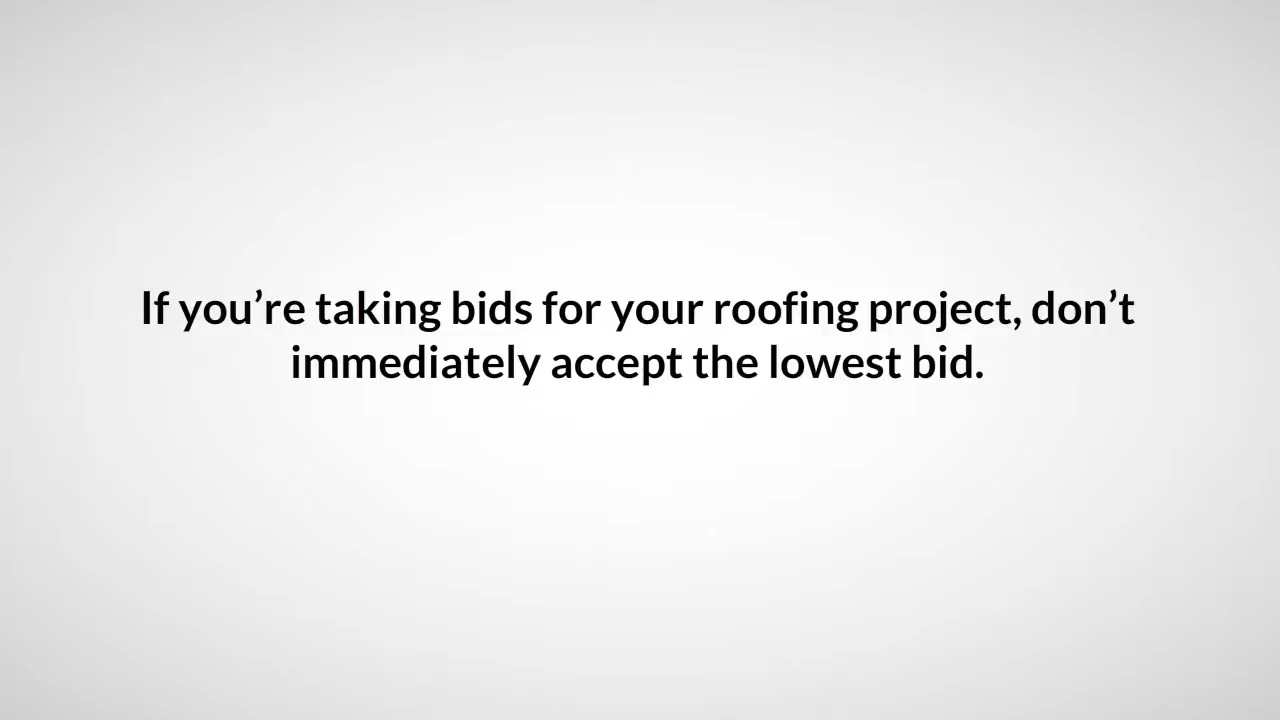 If you’re taking bids for your roofing project, don’t
immediately accept the lowest bid.